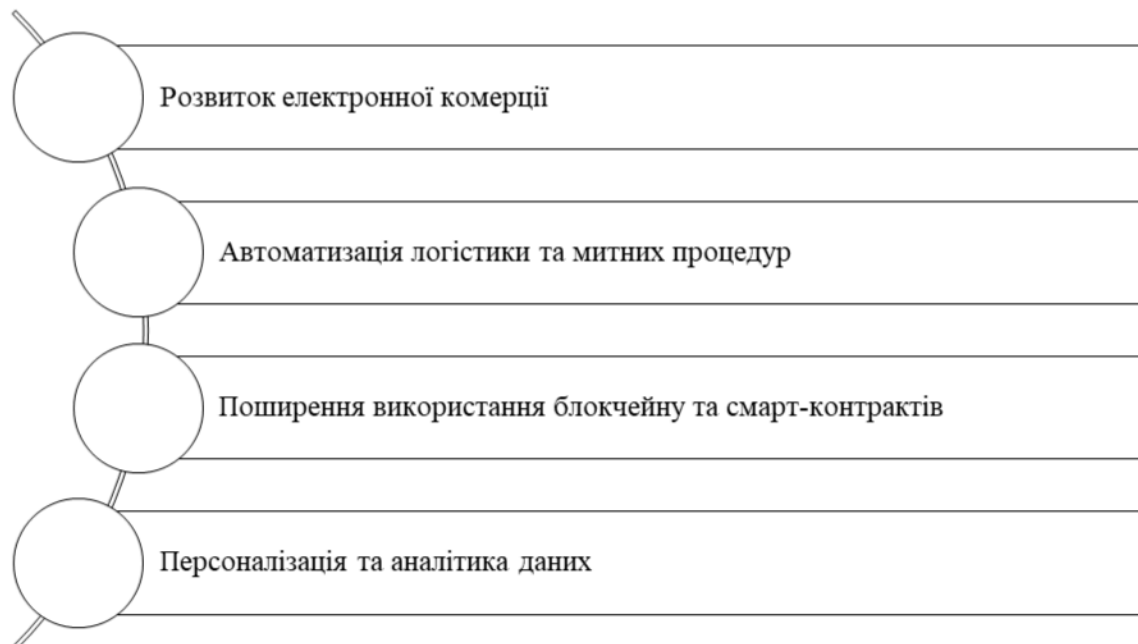 Розвиток електронної комерції
Автоматизація логістики та митних процедур
Поширення використання блокчейну та смарт-контрактів
Персоналізація та аналітика даних